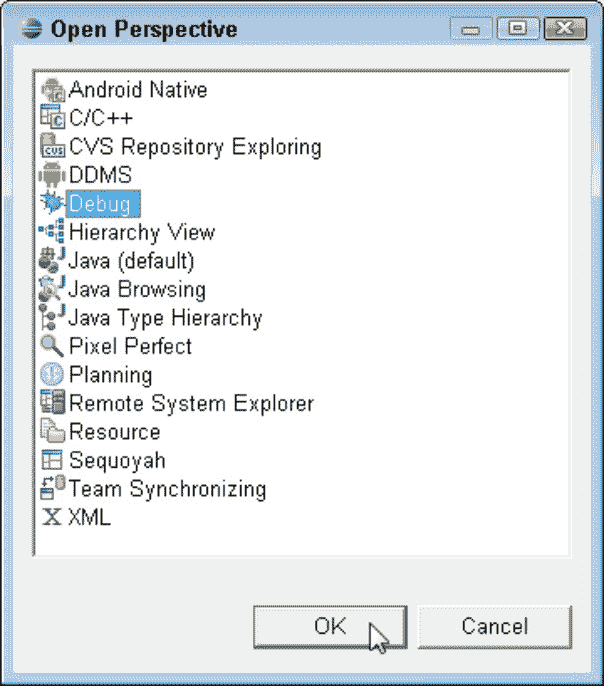 Open Perspective
Android Native
C/C++
CVS Repository Exploring
DDMS
Debug
Hierarchy View
Java (default)
Java Browsing
Java Type Hierarchy
Pixel Perfect
Planning
Remote System Explorer
Resource
Sequoyah
Team Synchronizing
XML
OK
Cancel